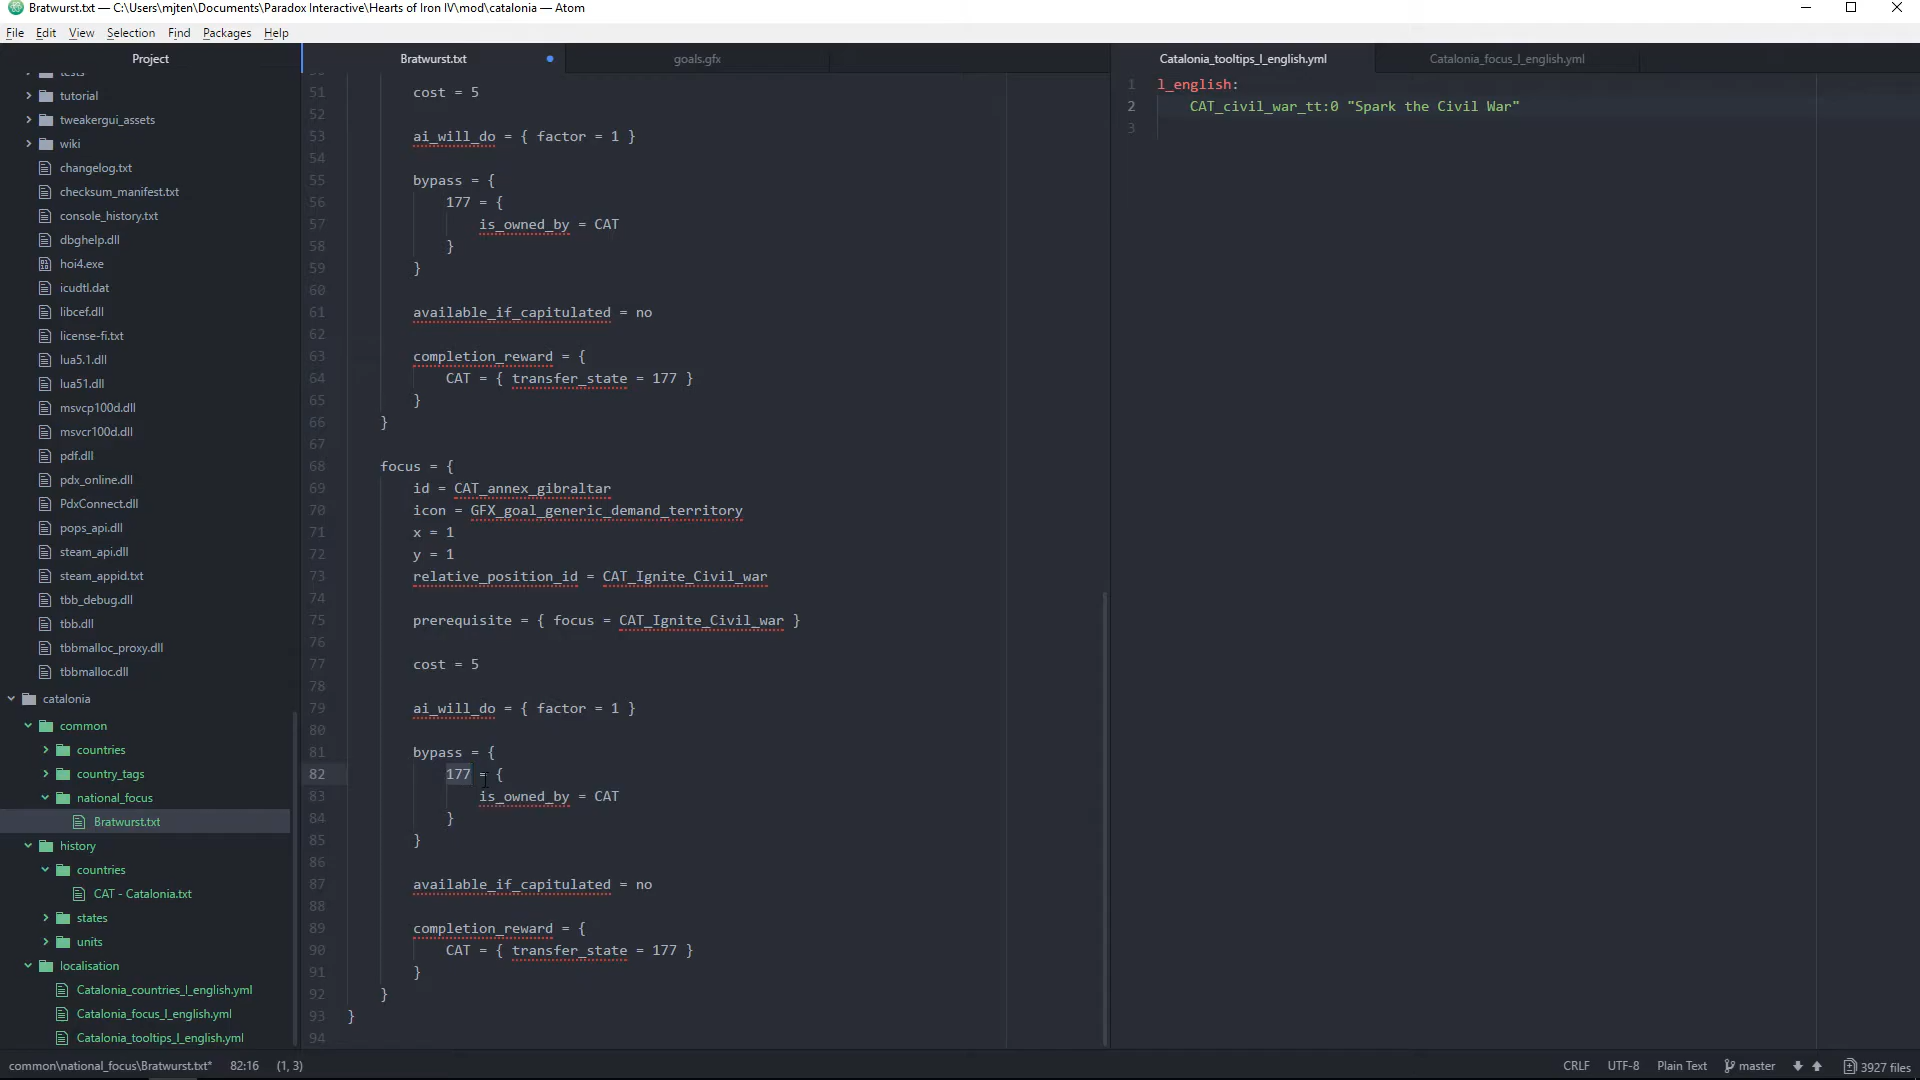 Bratwurst.txt — C:\Users\mjten\Documents\Paradox Interactive\Hearts of Iron IV\mod\catalonia — Atom
File Edit View Selection Find Packages Help
Project
tests
tutorial
tweakergui_assets
wiki
changelog.txt
checksum_manifest.txt
console_history.txt
dbghelp.dll
hoi4.exe
icudtl.dat
libcef.dll
license-fi.txt
lua5.1.dll
lua51.dll
msvcp100d.dll
msvcr100d.dll
pdf.dll
pdx_online.dll
PdxConnect.dll
pops_api.dll
steam_api.dll
steam_appid.txt
tbb_debug.dll
tbb.dll
tbbmalloc_proxy.dll
tbbmalloc.dll
catalonia
common
countries
country_tags
national_focus
Bratwurst.txt
history
countries
CAT - Catalonia.txt
states
units
localisation
Catalonia_countries_l_english.yml
Catalonia_focus_l_english.yml
Catalonia_tooltips_l_english.yml
Bratwurst.txt
goals.gfx
51 cost = 5
52
53 ai_will_do = { factor = 1 }
54
55 bypass = {
56 177 = {
57 is_owned_by = CAT
58 }
59 }
60
61 available_if_capitulated = no
62
63 completion_reward = {
64 CAT = { transfer_state = 177 }
65 }
66 }
67
68 focus = {
69 id = CAT_annex_gibraltar
70 icon = GFX_goal_generic_demand_territory
71 x = 1
72 y = 1
73 relative_position_id = CAT_Ignite_Civil_war
74
75 prerequisite = { focus = CAT_Ignite_Civil_war }
76
77 cost = 5
78
79 ai_will_do = { factor = 1 }
80
81 bypass = {
82 177 = {
83 is_owned_by = CAT
84 }
85 }
86
87 available_if_capitulated = no
88
89 completion_reward = {
90 CAT = { transfer_state = 177 }
91 }
92 }
93 }
94
Catalonia_tooltips_l_english.yml
Catalonia_focus_l_english.yml
1 l_english:
2 CAT_civil_war_tt:0 "Spark the Civil War"
3
common\national_focus\Bratwurst.txt* 82:16 (1, 3)
CRLF UTF-8 Plain Text master 3927 files